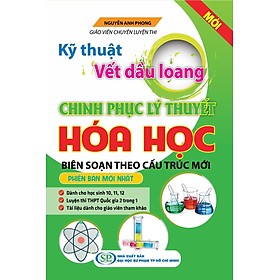 NGUYỄN ANH PHONG
GIÁO VIÊN CHUYÊN LUYỆN THI
MỚI
Kỹ thuật
Vết dầu loang
CHINH PHỤC LÝ THUYẾT
HÓA HỌC
BIÊN SOẠN THEO CẤU TRÚC MỚI
PHIÊN BẢN MỚI NHẤT
Dành cho học sinh 10, 11, 12
Luyện thi THPT Quốc gia 2 trong 1
Tài liệu dành cho giáo viên tham khảo
SP
NHÀ XUẤT BẢN
ĐẠI HỌC SƯ PHẠM TP HỒ CHÍ MINH